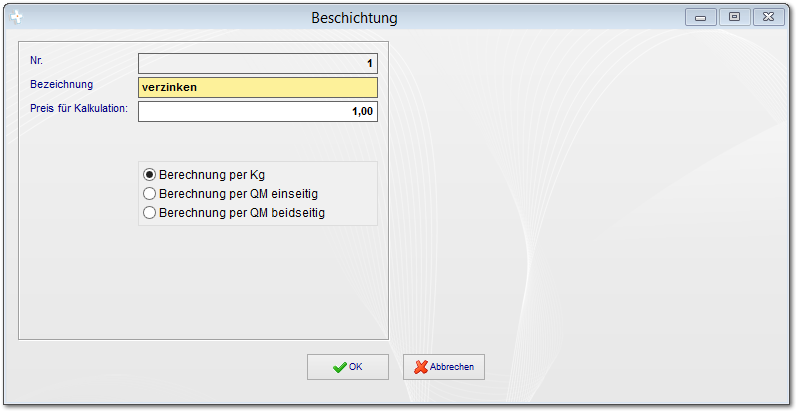 Beschichtung
Nr. 1
Bezeichnung verzinken
Preis für Kalkulation: 1,00
Berechnung per Kg
Berechnung per QM einseitig
Berechnung per QM beidseitig
OK Abbrechen